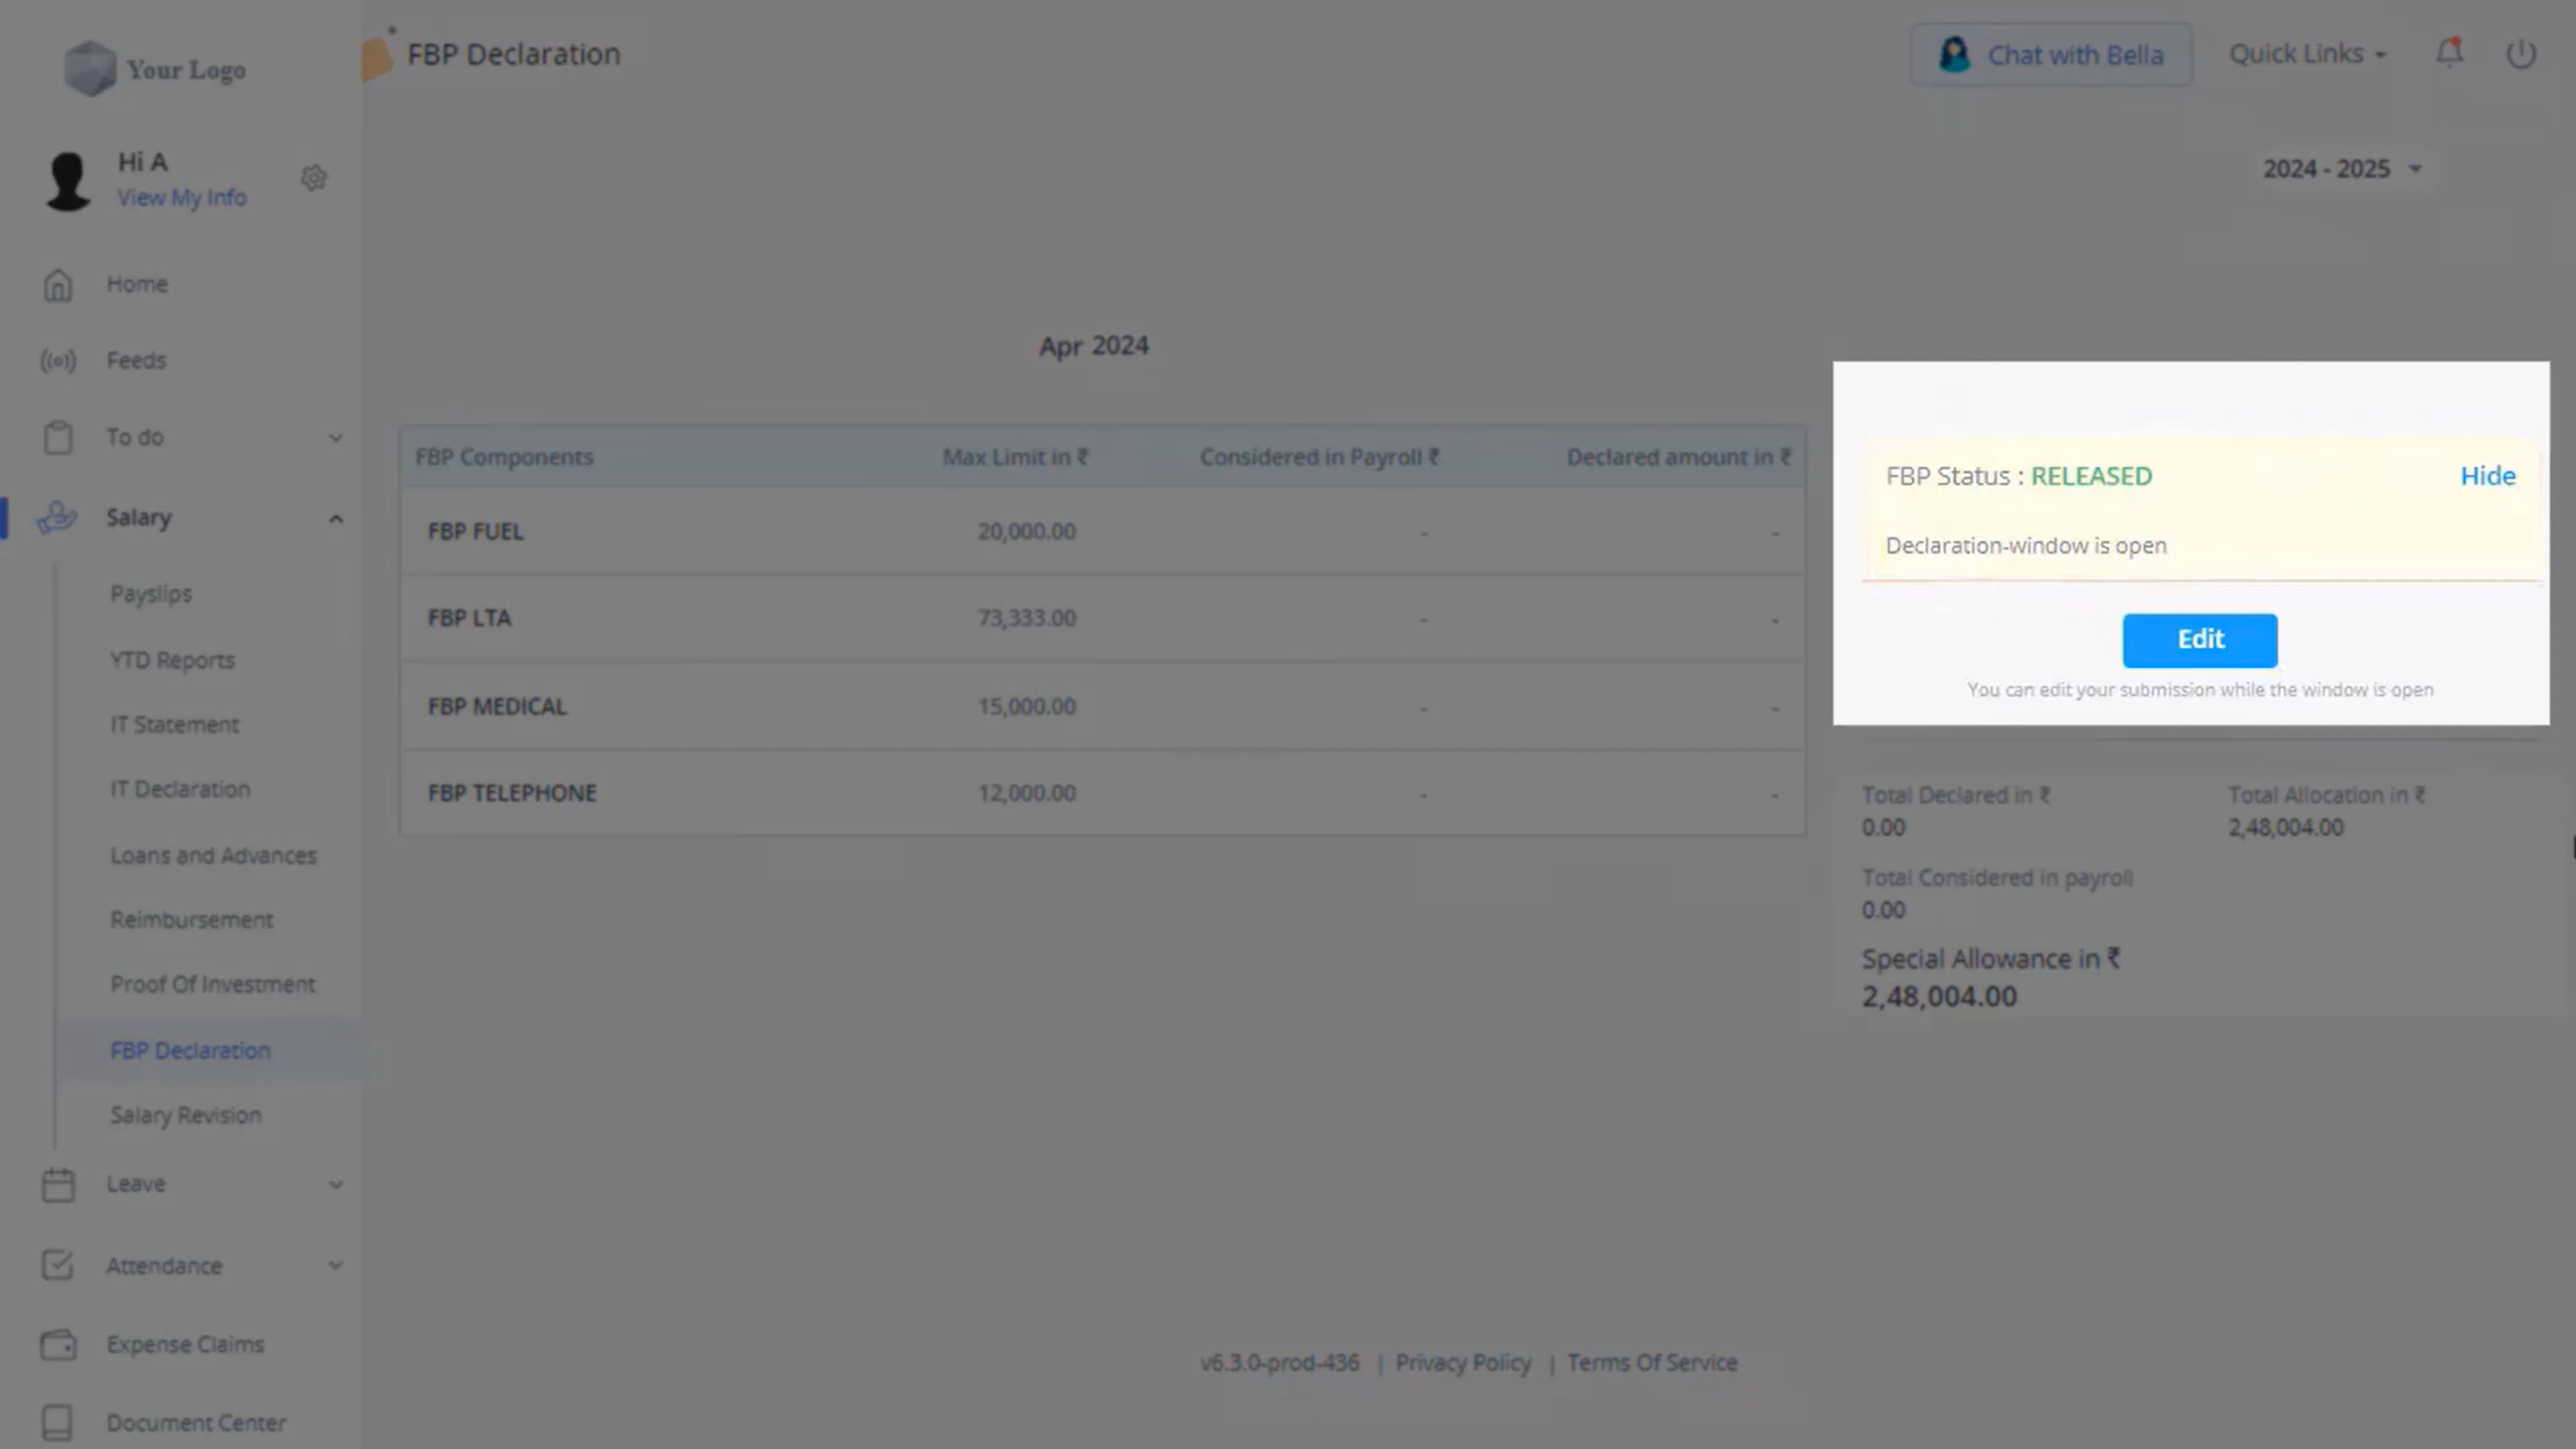 Your Logo
FBP Declaration
Chat with Bella
Quick Links
Hi A
View My Info
2024 - 2025
Home
Feeds
To do
Salary
Payslips
YTD Reports
IT Statement
IT Declaration
Loans and Advances
Reimbursement
Proof Of Investment
FBP Declaration
Salary Revision
Leave
Attendance
Expense Claims
Document Center
Apr 2024
FBP Components Max Limit in ₹ Considered in Payroll ₹ Declared amount in ₹
FBP FUEL 20,000.00 - -
FBP LTA 73,333.00 - -
FBP MEDICAL 15,000.00 - -
FBP TELEPHONE 12,000.00 - -
FBP Status : RELEASED Hide
Declaration-window is open
Edit
You can edit your submission while the window is open
Total Declared in ₹ Total Allocation in ₹
0.00 2,48,004.00
Total Considered in payroll
0.00
Special Allowance in ₹
2,48,004.00
v6.3.0-prod-436 | Privacy Policy | Terms Of Service